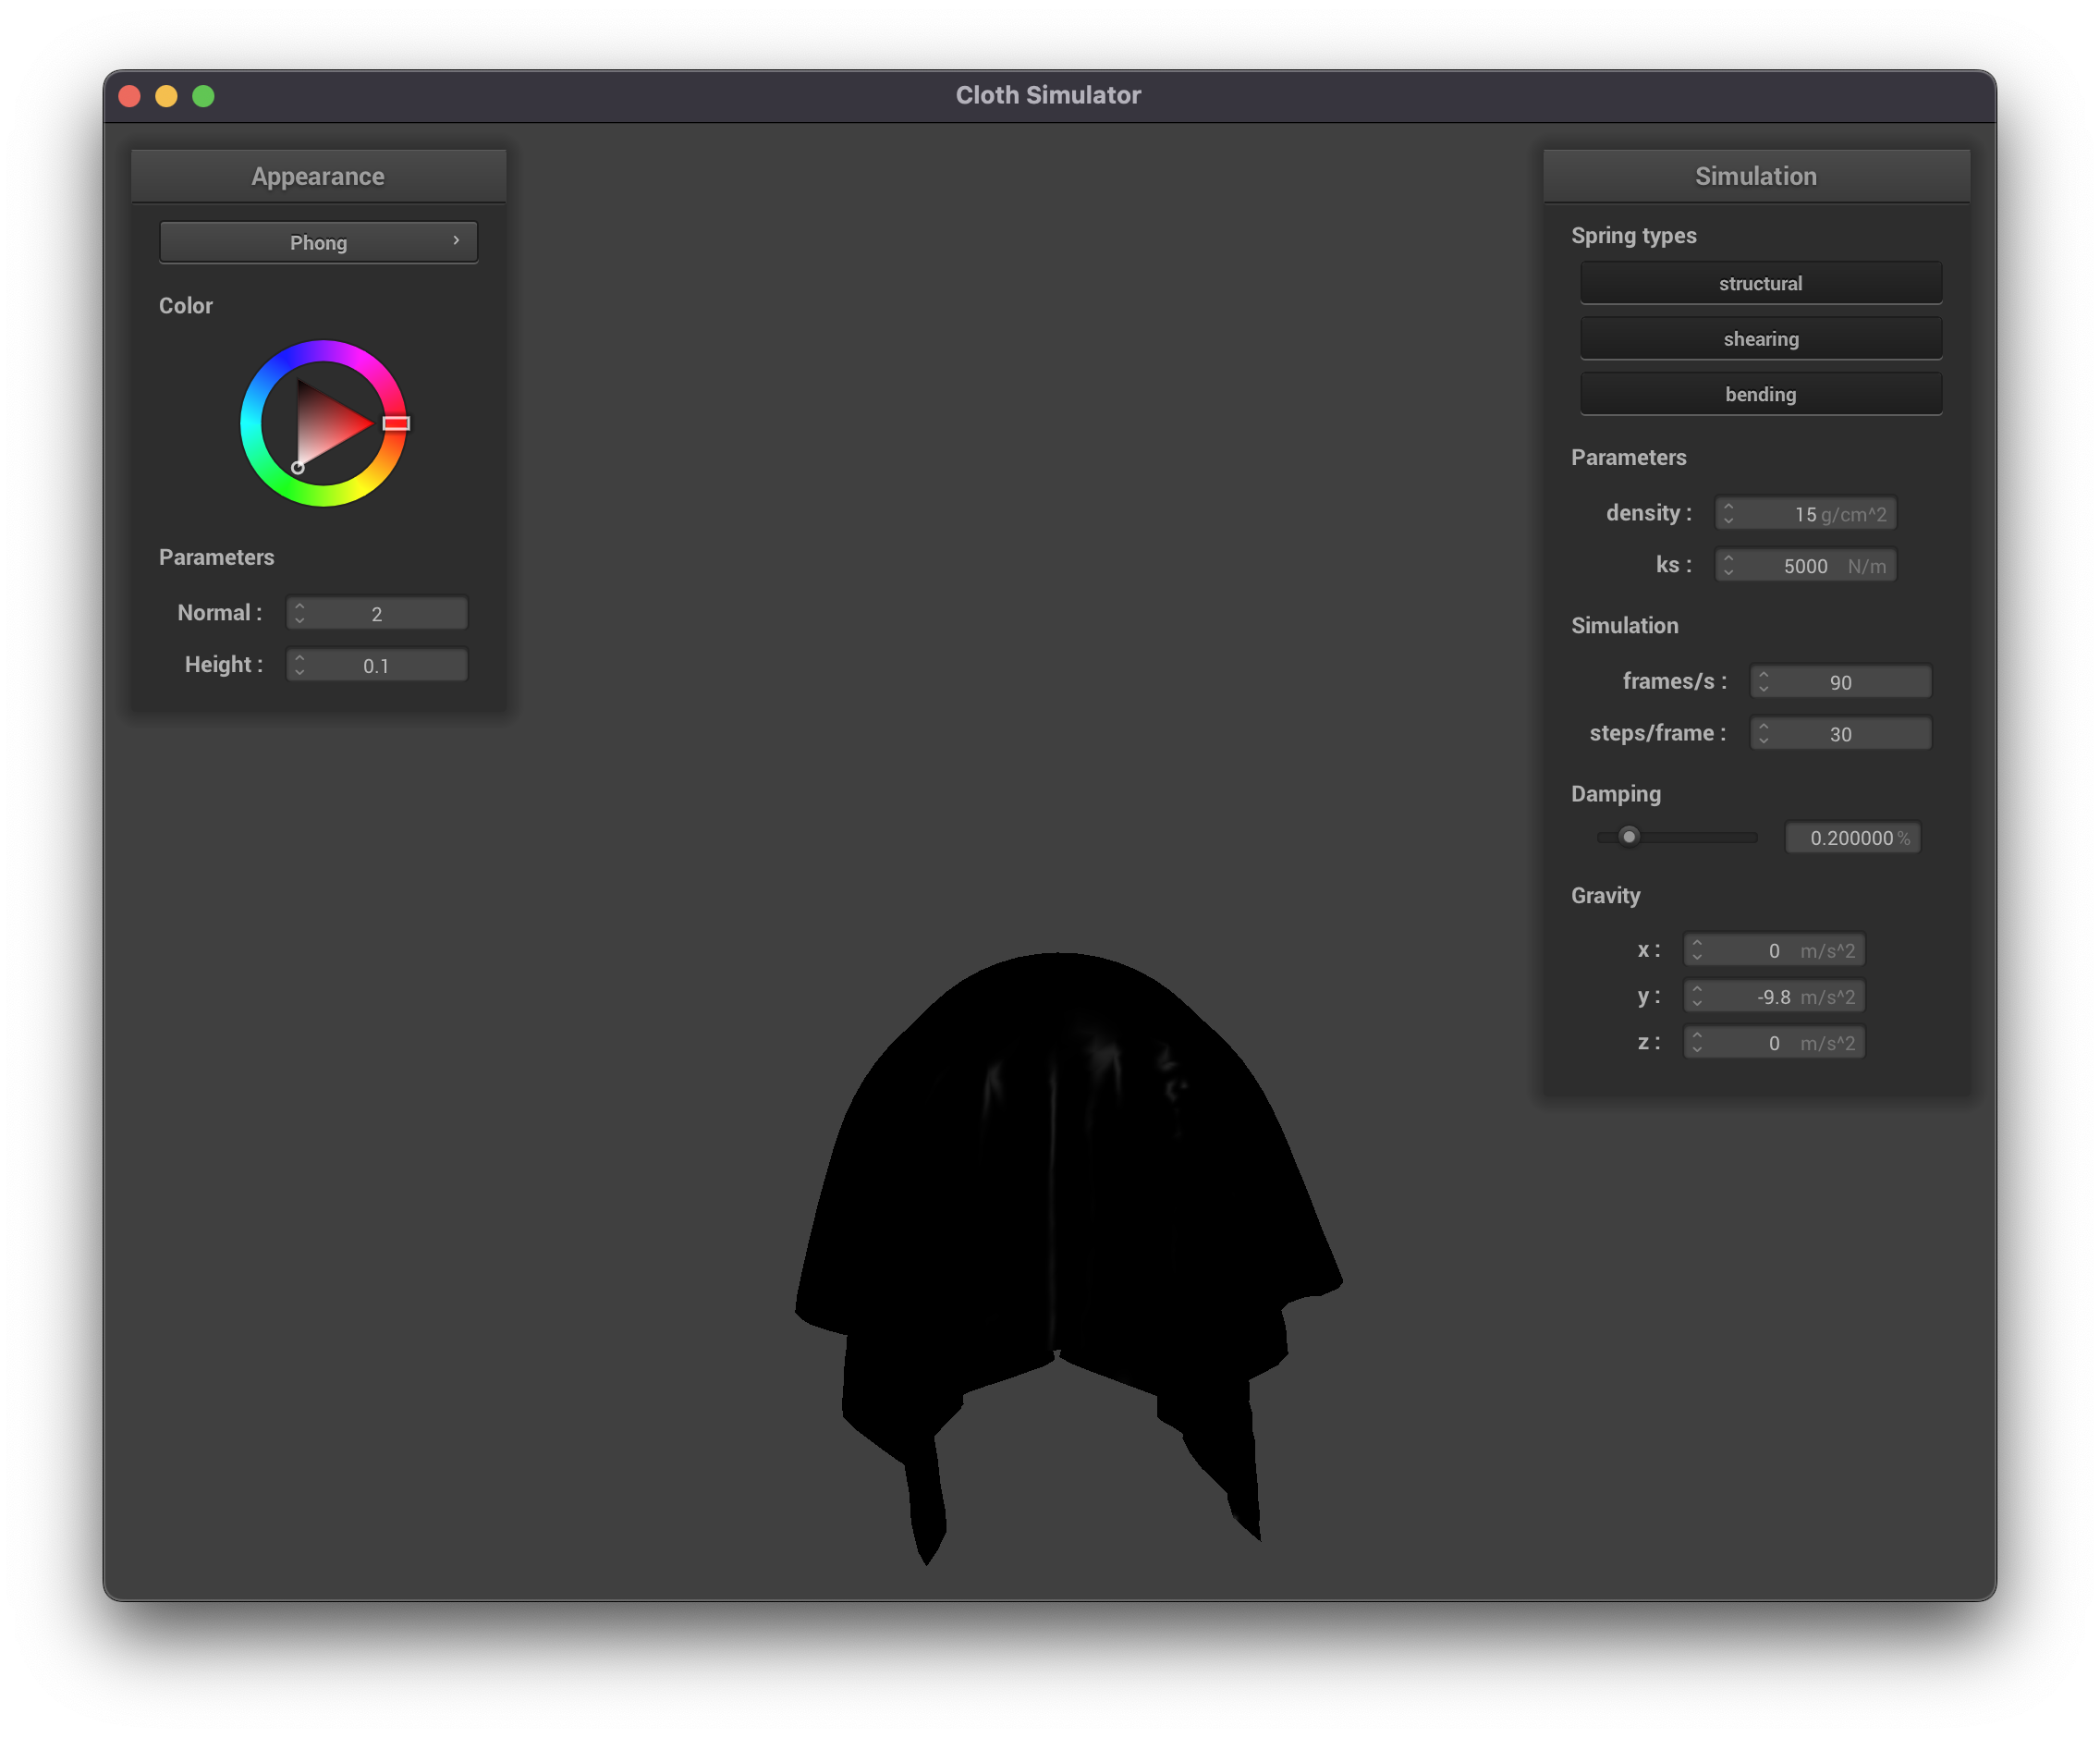 Cloth Simulator
Appearance
Phong
Color
Parameters
Normal : 2
Height : 0.1
Simulation
Spring types
structural
shearing
bending
Parameters
density : 15 g/cm^2
ks : 5000 N/m
Simulation
frames/s : 90
steps/frame : 30
Damping
0.200000 %
Gravity
x : 0 m/s^2
y : -9.8 m/s^2
z : 0 m/s^2